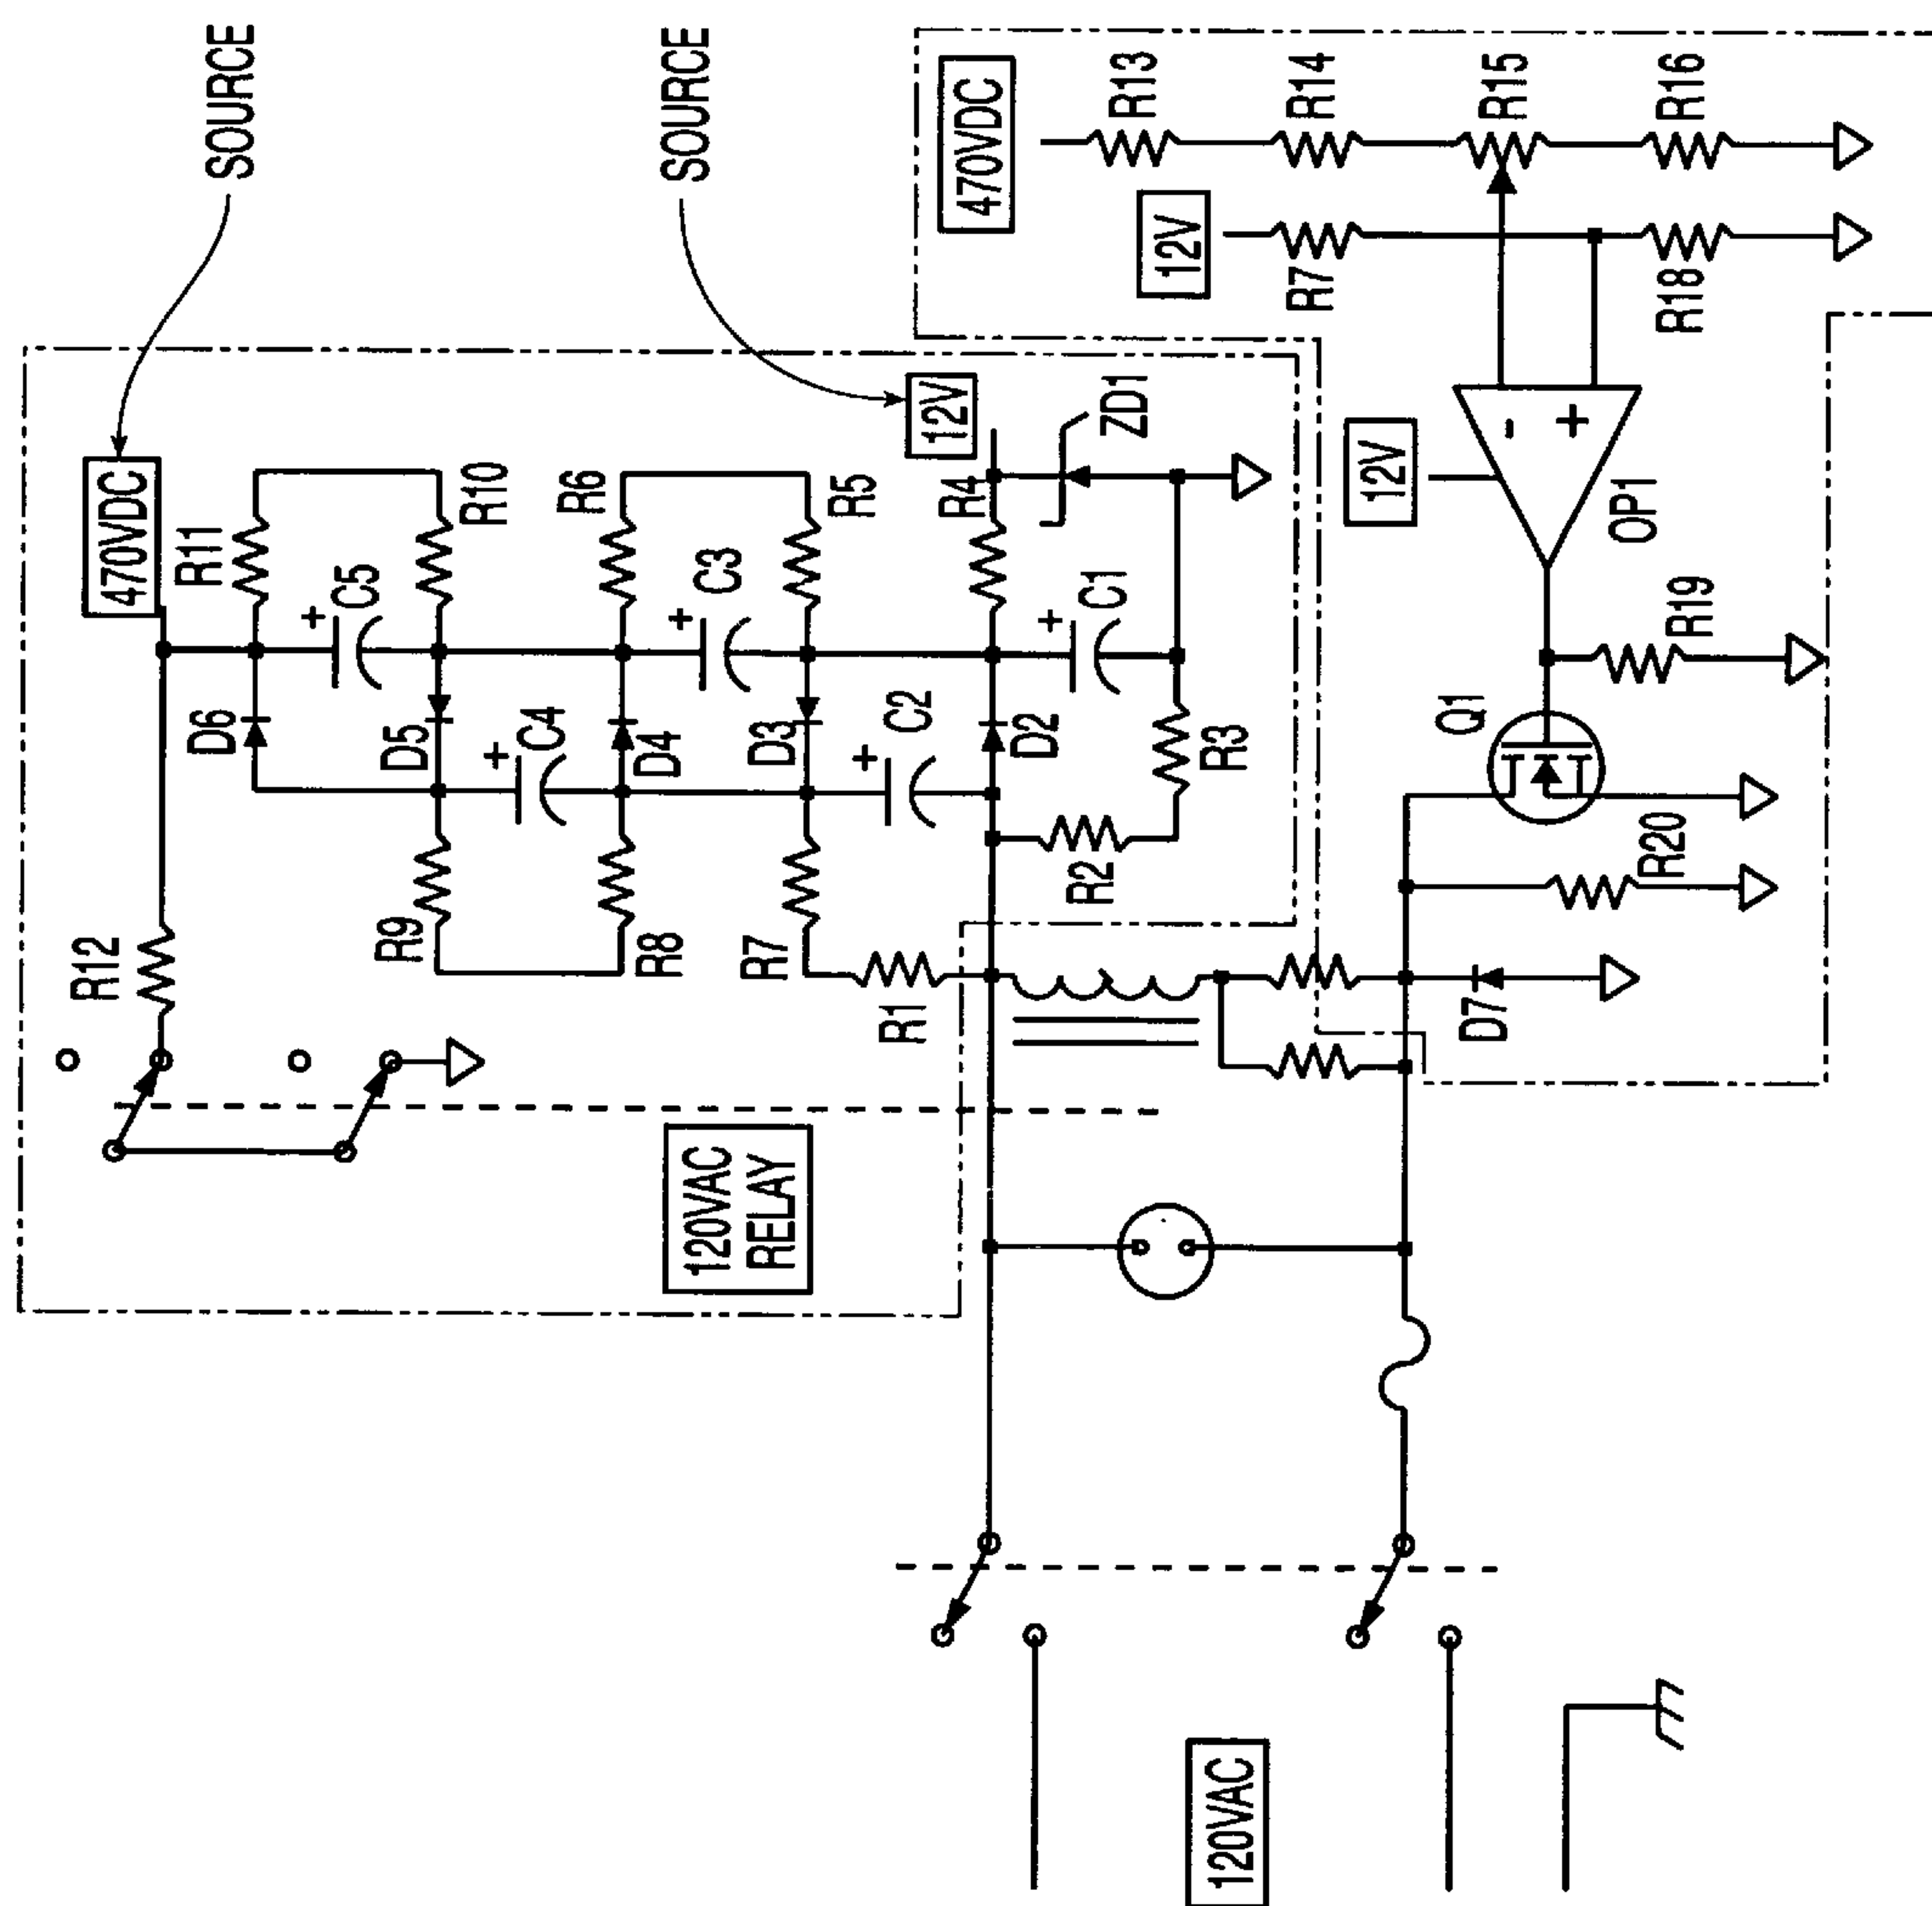 SOURCE
SOURCE
470VDC
R11
C5
+
R10
R6
C3
+
R5
12V
R4
ZD1
C1
+
D6
D5
C4
+
D4
D3
C2
+
D2
R3
R2
R12
R9
R8
R7
R1
120VAC
RELAY
470VDC
R13
R14
R15
R16
12V
R7
R18
12V
-
+
OP1
R19
Q1
R20
D7
120VAC